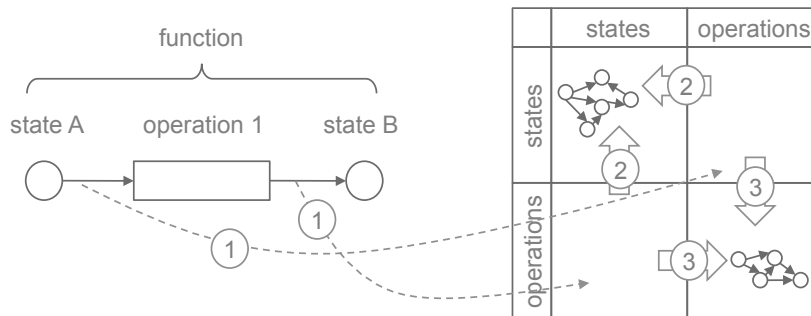 function
state A
operation 1
state B
1
1
states
operations
states
operations
2
2
3
3